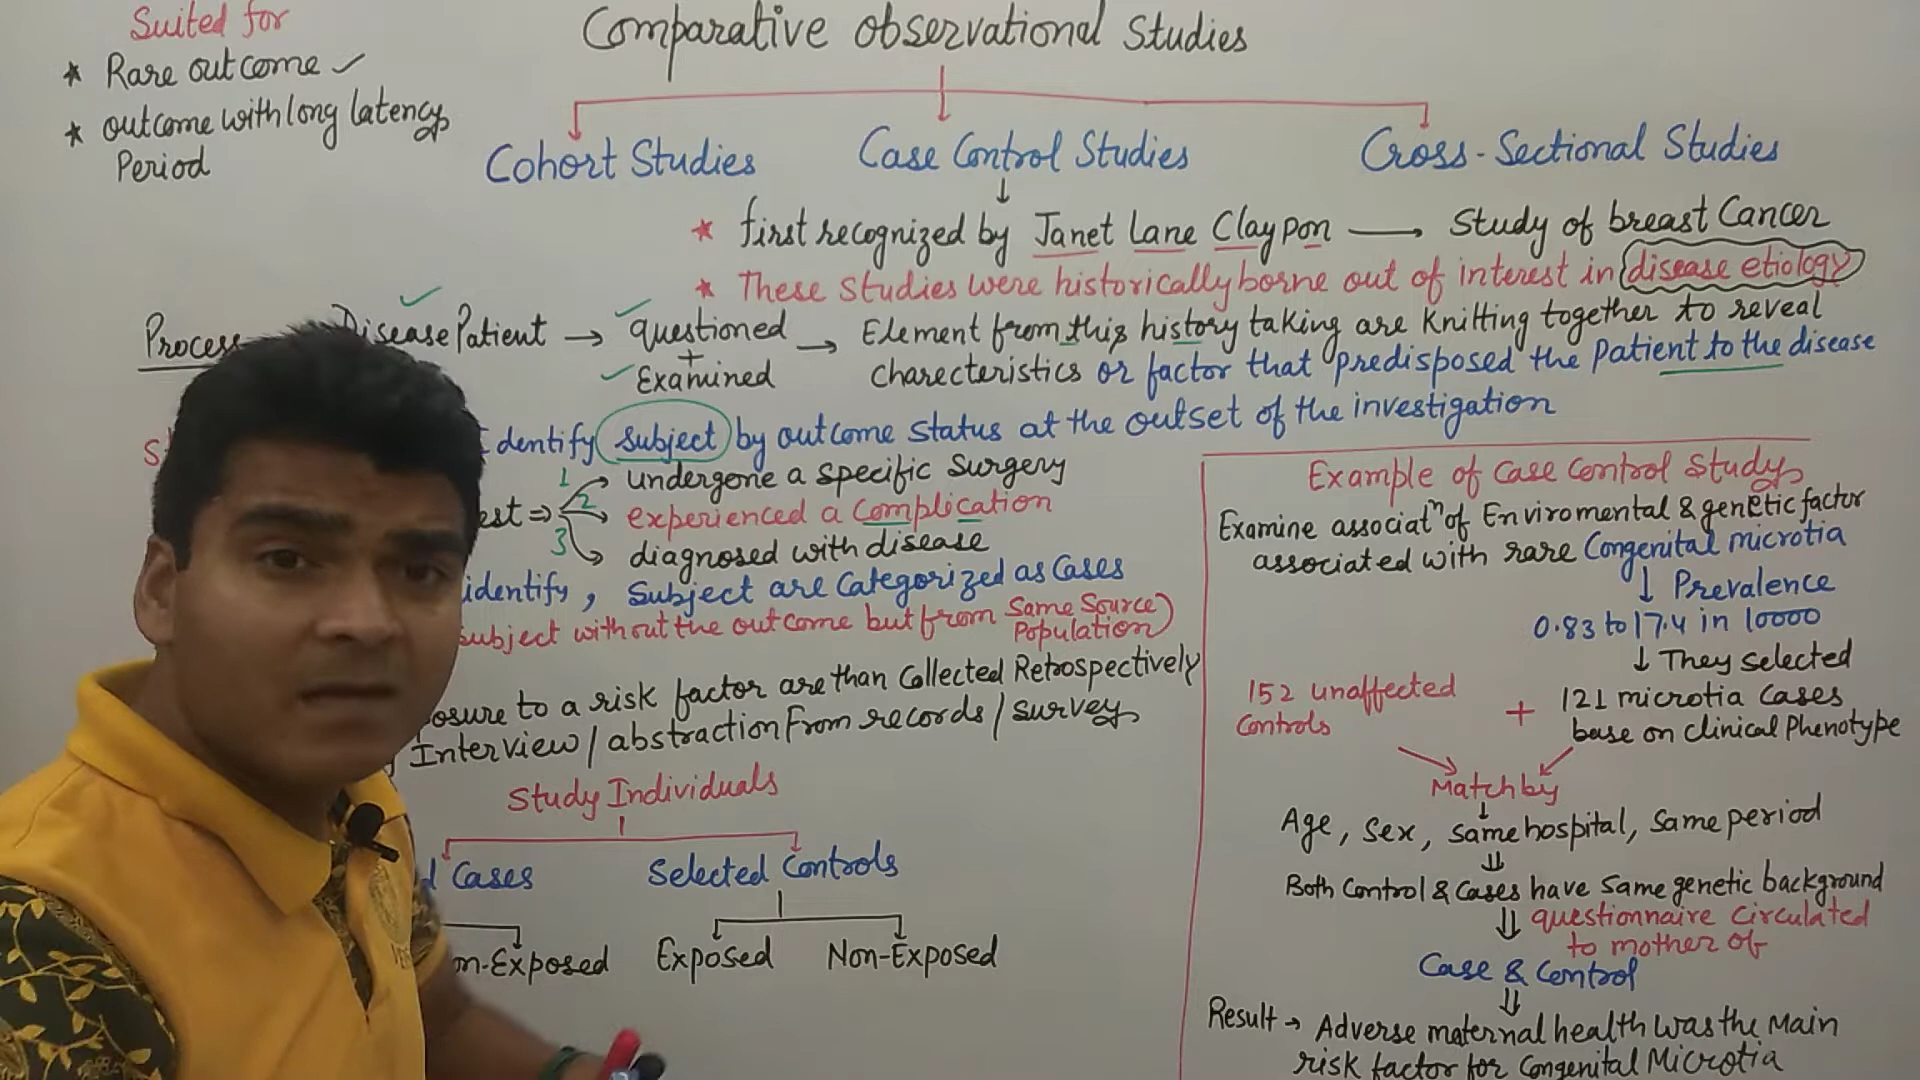 Suited for
* Rare outcome ✓
* outcome with long latency
Period
Comparative Observational Studies
Cohort Studies
Case Control Studies
Cross-Sectional Studies
* first recognized by Janet Lane Claypon → Study of breast Cancer
* These studies were historically borne out of interest in disease etiology
Process
Disease Patient → questioned
+
Examined
→ Element from this history taking are knitting together to reveal
charecteristics or factor that predisposed the patient to the disease
Identify subject by outcome status at the outset of the investigation
est ⇒
1 undergone a specific surgery
2 experienced a complication
3 diagnosed with disease
identify, subject are categorized as cases
subject without the outcome but from same source
population)
osure to a risk factor are than collected Retrospectively
Interview / abstraction from records / survey
Study Individuals
Cases
Selected Controls
n-Exposed
Exposed
Non-Exposed
Example of Case Control Study
Examine associatⁿ of Enviromental & genetic factor
associated with rare Congenital microtia
↓ Prevalence
0.83 to 17.4 in 10000
↓ They selected
152 unaffected
Controls
+
121 microtia cases
base on clinical Phenotype
Match by
↓
Age, Sex, same hospital, same period
⇓
Both Control & Cases have same genetic background
⇓ questionnaire circulated
to mother of
Case & Control
⇓
Result → Adverse maternal health was the main
risk factor for Congenital Microtia